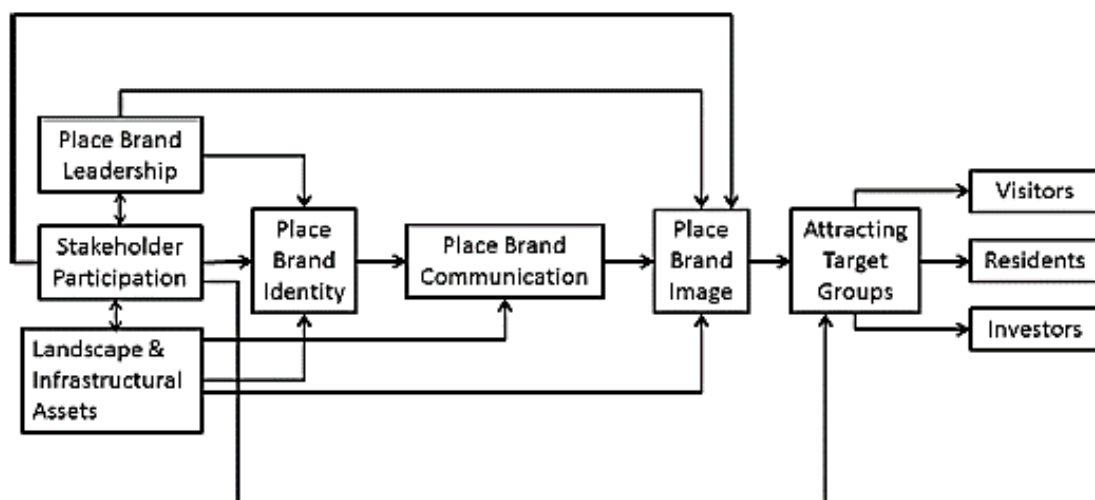 Place Brand
Leadership
Stakeholder
Participation
Landscape &
Infrastructural
Assets
Place
Brand
Identity
Place Brand
Communication
Place
Brand
Image
Attracting
Target
Groups
Visitors
Residents
Investors